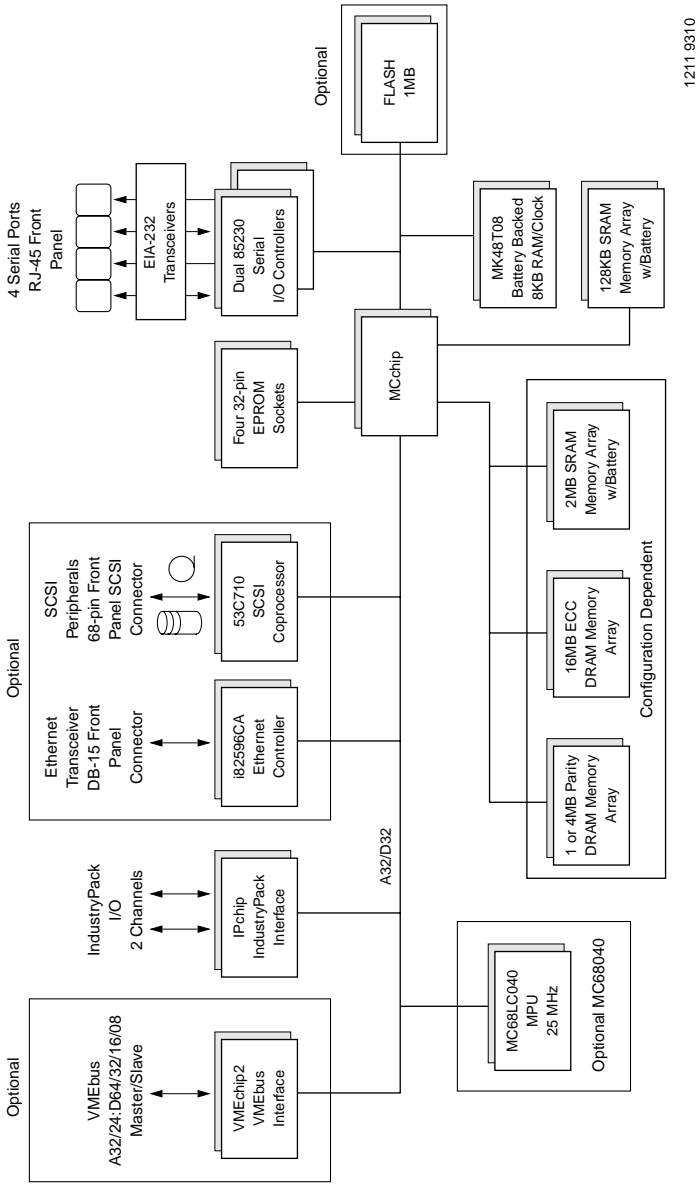 Optional
VMEbus
A32/24:D64/32/16/08
Master/Slave
VMEchip2
VMEbus
Interface
IndustryPack
I/O
2 Channels
IPchip
IndustryPack
Interface
Optional
Ethernet
Transceiver
DB-15 Front
Panel
Connector
i82596CA
Ethernet
Controller
SCSI
Peripherals
68-pin Front
Panel SCSI
Connector
53C710
SCSI
Coprocessor
Four 32-pin
EPROM
Sockets
4 Serial Ports
RJ-45 Front
Panel
EIA-232
Transceivers
Dual 85230
Serial
I/O Controllers
Optional
FLASH
1MB
A32/D32
MCchip
MC68LC040
MPU
25 MHz
Optional MC68040
1 or 4MB Parity
DRAM Memory
Array
16MB ECC
DRAM Memory
Array
2MB SRAM
Memory Array
w/Battery
Configuration Dependent
MK48T08
Battery Backed
8KB RAM/Clock
128KB SRAM
Memory Array
w/Battery
1211 9310